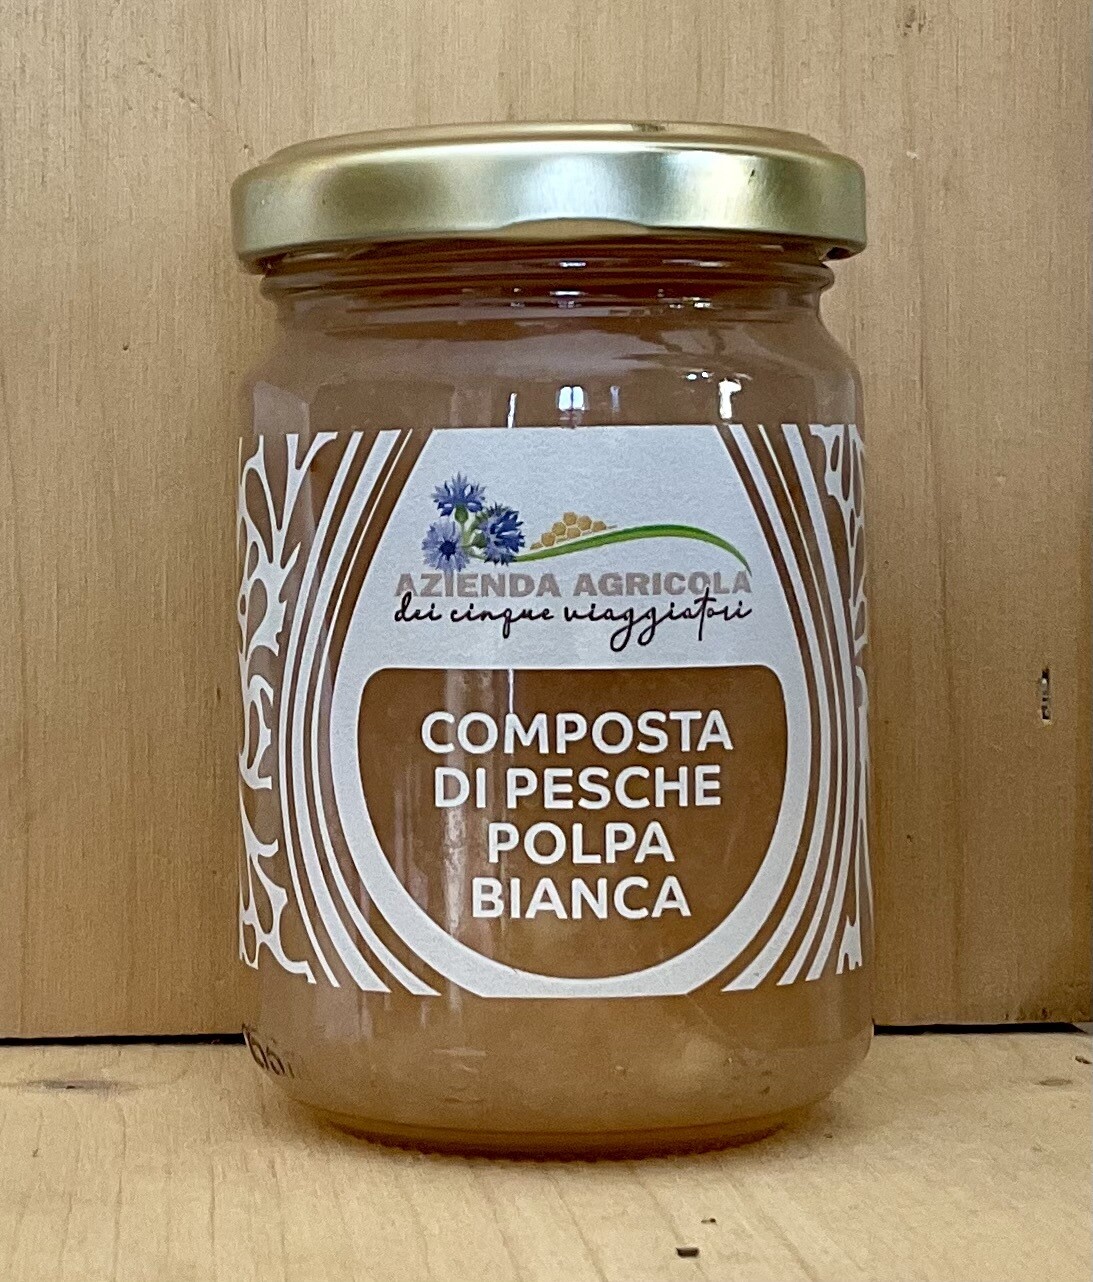 AZIENDA AGRICOLA
dei cinque viaggiatori
COMPOSTA
DI PESCHE
POLPA
BIANCA